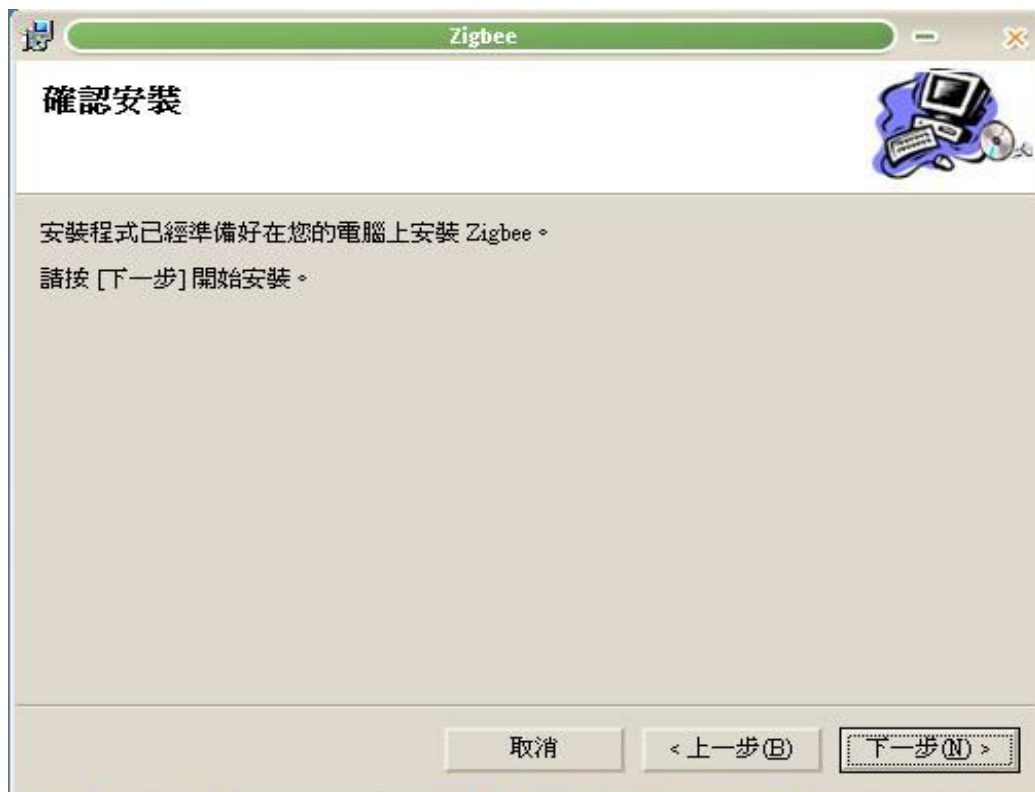 Zigbee
確認安裝
安裝程式已經準備好在您的電腦上安裝 Zigbee。
請按 [下一步] 開始安裝。
取消
< 上一步(B)
下一步(N) >